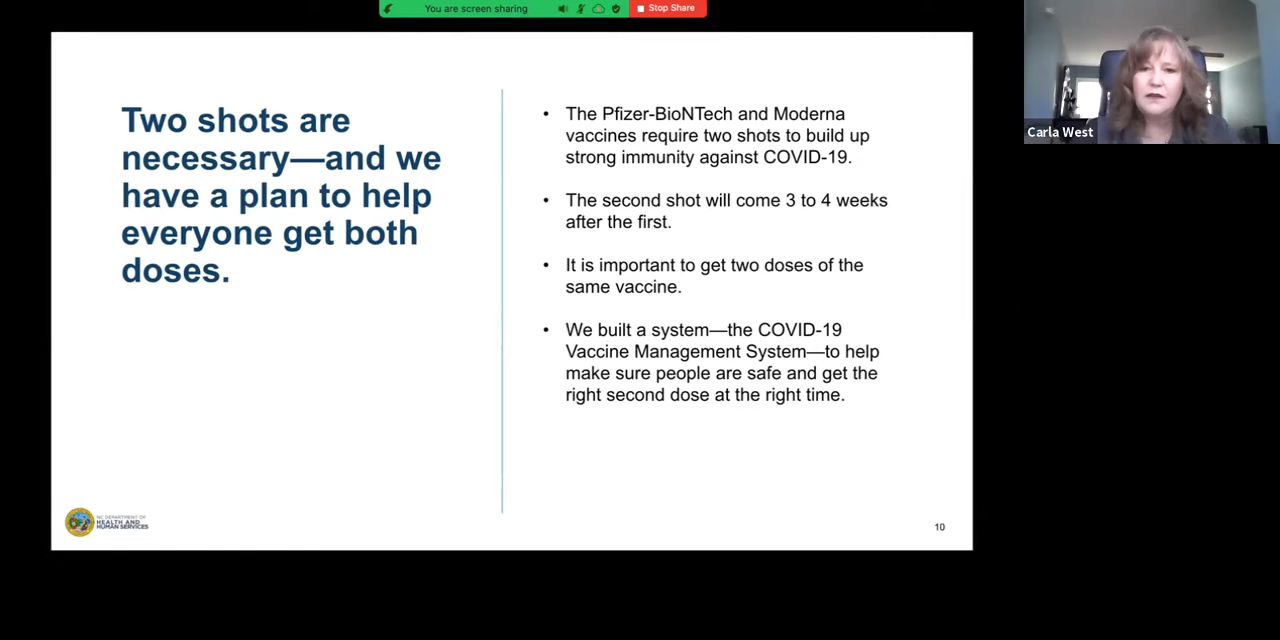 You are screen sharing
Stop Share
Two shots are
necessary—and we
have a plan to help
everyone get both
doses.
• The Pfizer-BioNTech and Moderna
vaccines require two shots to build up
strong immunity against COVID-19.
• The second shot will come 3 to 4 weeks
after the first.
• It is important to get two doses of the
same vaccine.
• We built a system—the COVID-19
Vaccine Management System—to help
make sure people are safe and get the
right second dose at the right time.
Carla West
NC DEPARTMENT OF
HEALTH AND
HUMAN SERVICES
10